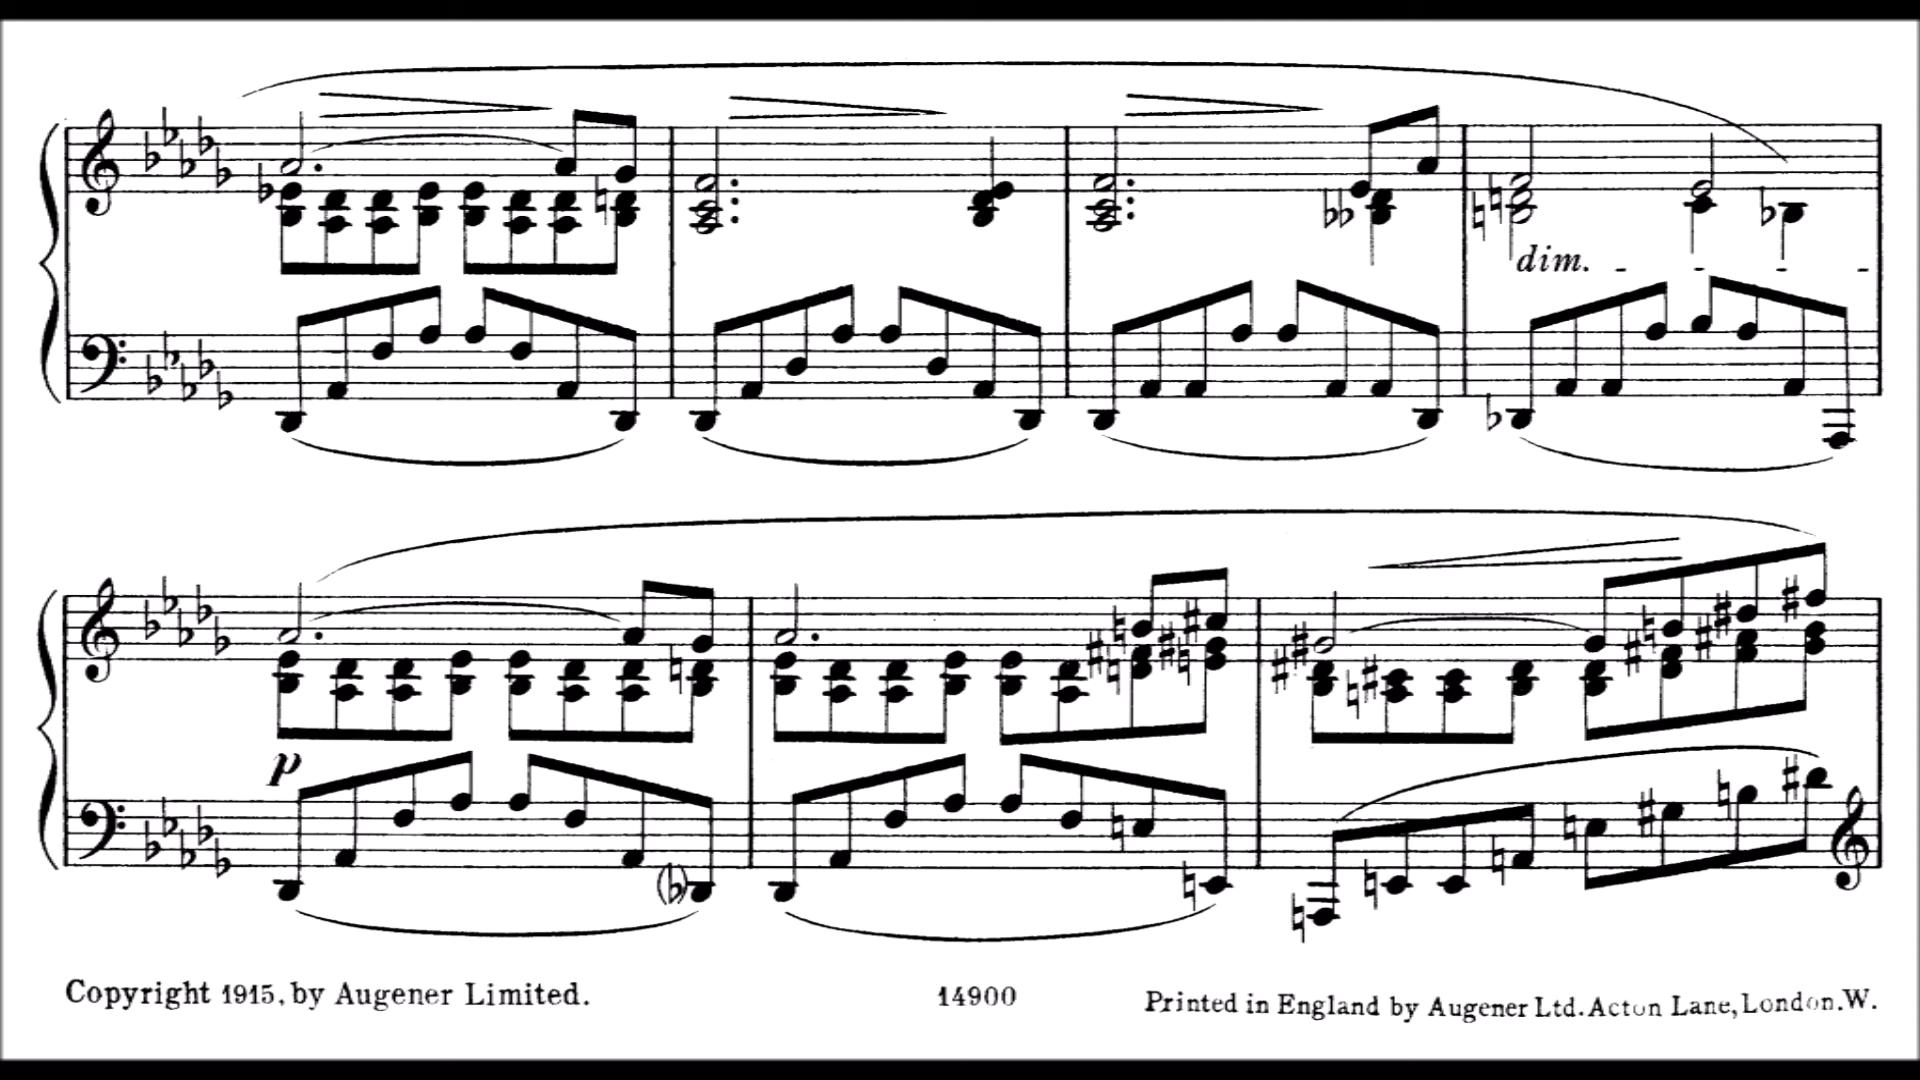 dim.
p
Copyright 1915, by Augener Limited. 14900 Printed in England by Augener Ltd. Acton Lane, London. W.